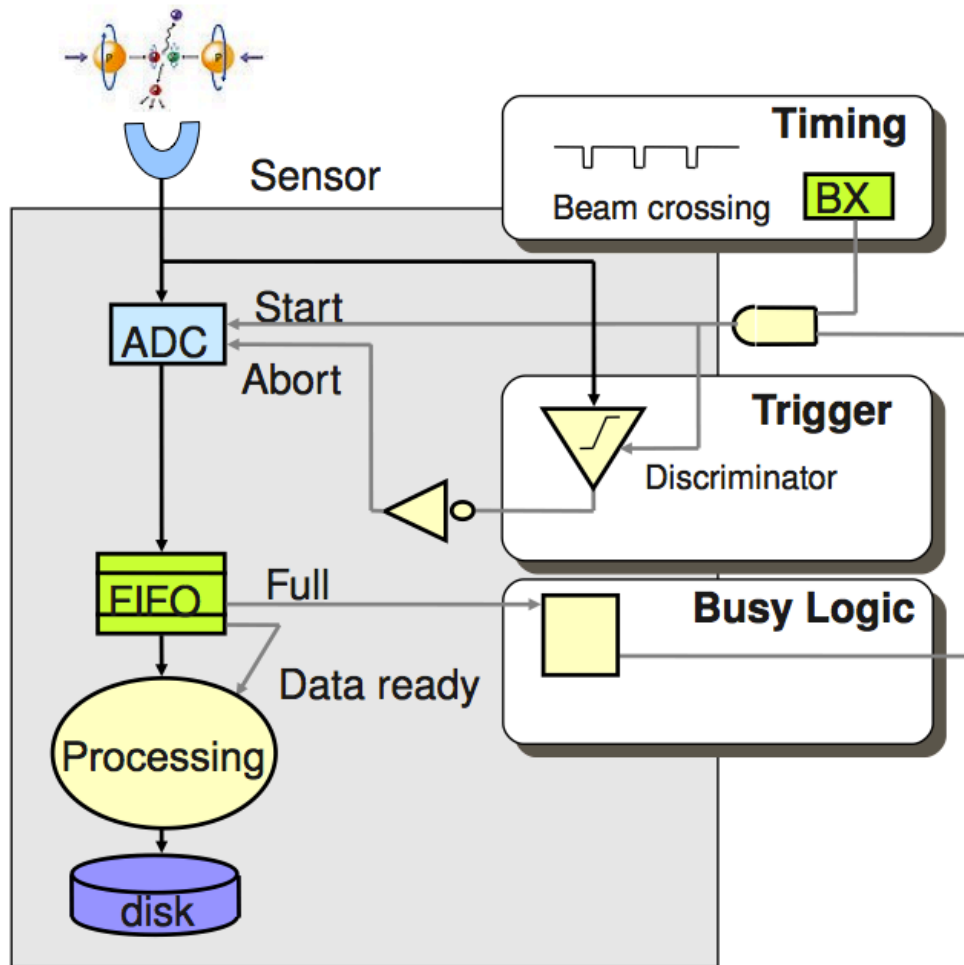 P
P
Timing
Sensor
Beam crossing
BX
Start
ADC
Abort
Trigger
Discriminator
FIFO
Full
Busy Logic
Data ready
Processing
disk